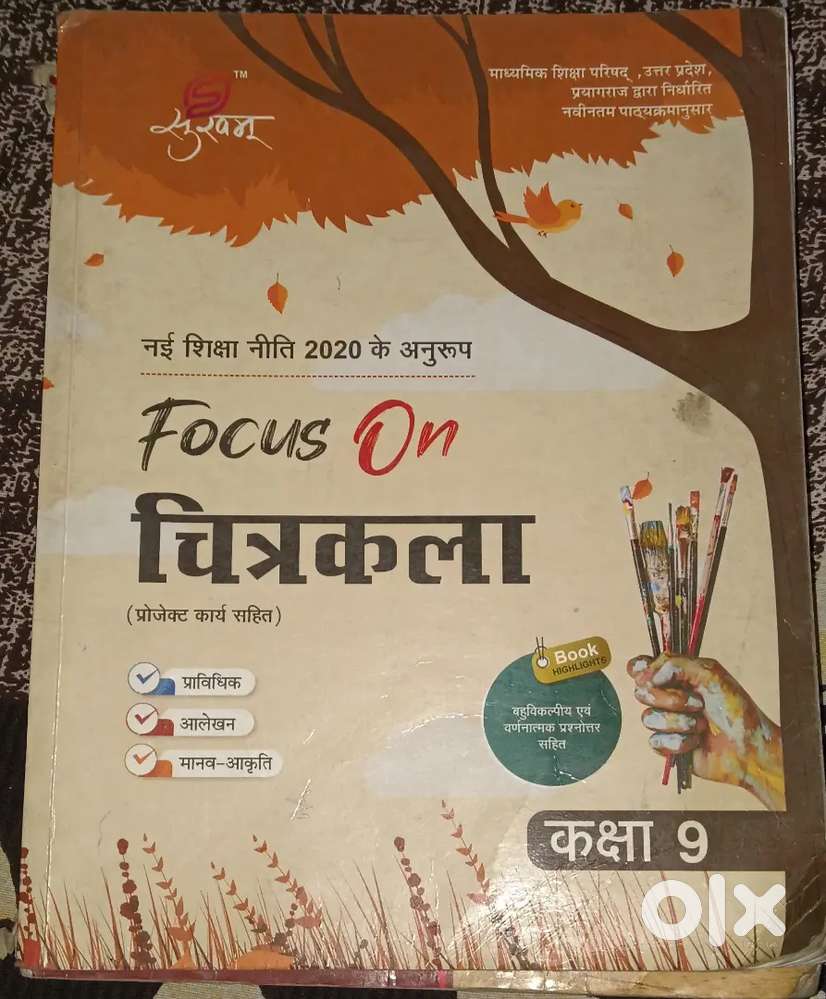 सुरभम्
TM
माध्यमिक शिक्षा परिषद् ,उत्तर प्रदेश,
प्रयागराज द्वारा निर्धारित
नवीनतम पाठ्यक्रमानुसार
नई शिक्षा नीति 2020 के अनुरूप
Focus On
चित्रकला
(प्रोजेक्ट कार्य सहित)
Book
HIGHLIGHTS
प्राविधिक
आलेखन
मानव-आकृति
बहुविकल्पीय एवं
वर्णनात्मक प्रश्नोत्तर
सहित
कक्षा 9
olx